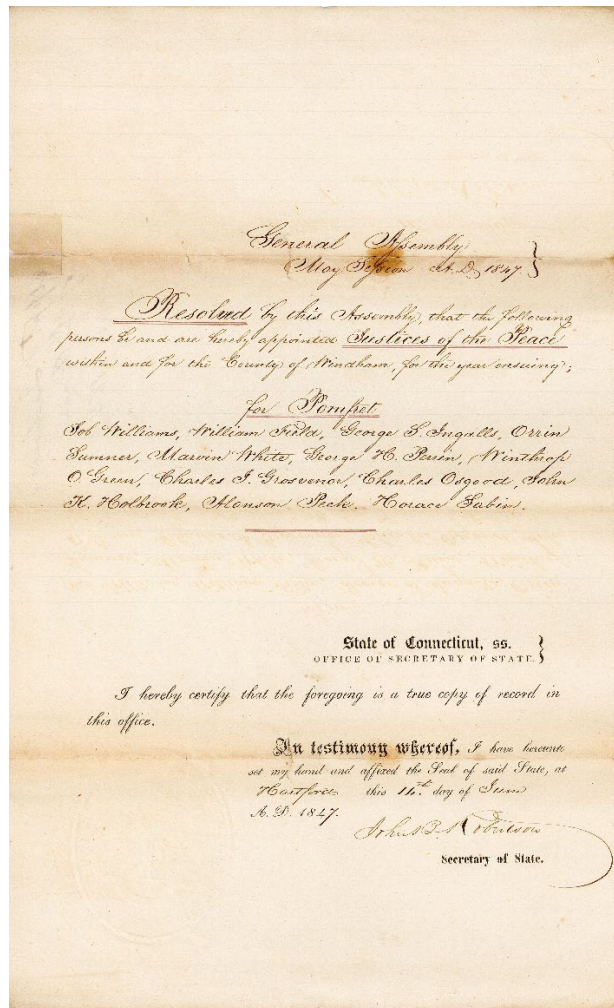 General Assembly
May Session A.D. 1847.
Resolved by this Assembly, that the following
persons be and are hereby appointed Justices of the Peace
within and for the County of Windham, for the year ensuing;
for Pomfret
Job Williams, William Field, George S. Ingalls, Orrin
Sumner, Marvin White, George H. Perrin, Winthrop
O. Green, Charles I. Grosvenor, Charles Osgood, John
K. Holbrook, Alanson Peck. Horace Sabin.
State of Connecticut, ss.
OFFICE OF SECRETARY OF STATE.
I hereby certify that the foregoing is a true copy of record in
this office.
In testimony whereof, I have hereunto
set my hand and affixed the Seal of said State, at
Hartford this 14th. day of June
A. D. 1847.
John B. Robertson
Secretary of State.